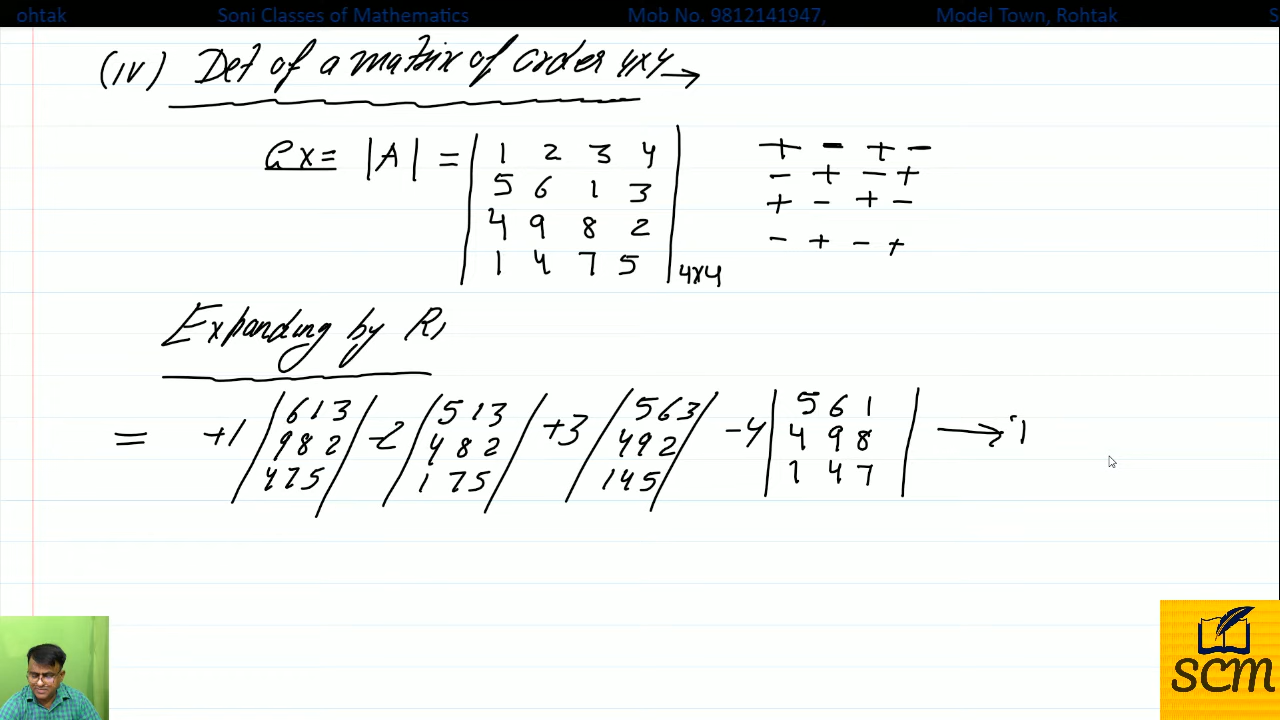 ohtak Soni Classes of Mathematics Mob No. 9812141947, Model Town, Rohtak S
(iv) Det of a matrix of order 4x4 →
Ex= |A| = | 1 2 3 4 | + - + -
5 6 1 3 - + - +
4 9 8 2 + - + -
1 4 7 5 4x4 - + - +
Expanding by R1
= +1 | 6 1 3 | -2 | 5 1 3 | +3 | 5 6 3 | -4 | 5 6 1 | →
9 8 2 4 8 2 4 9 2 4 9 8
4 7 5 1 7 5 1 4 5 1 4 7
SCM